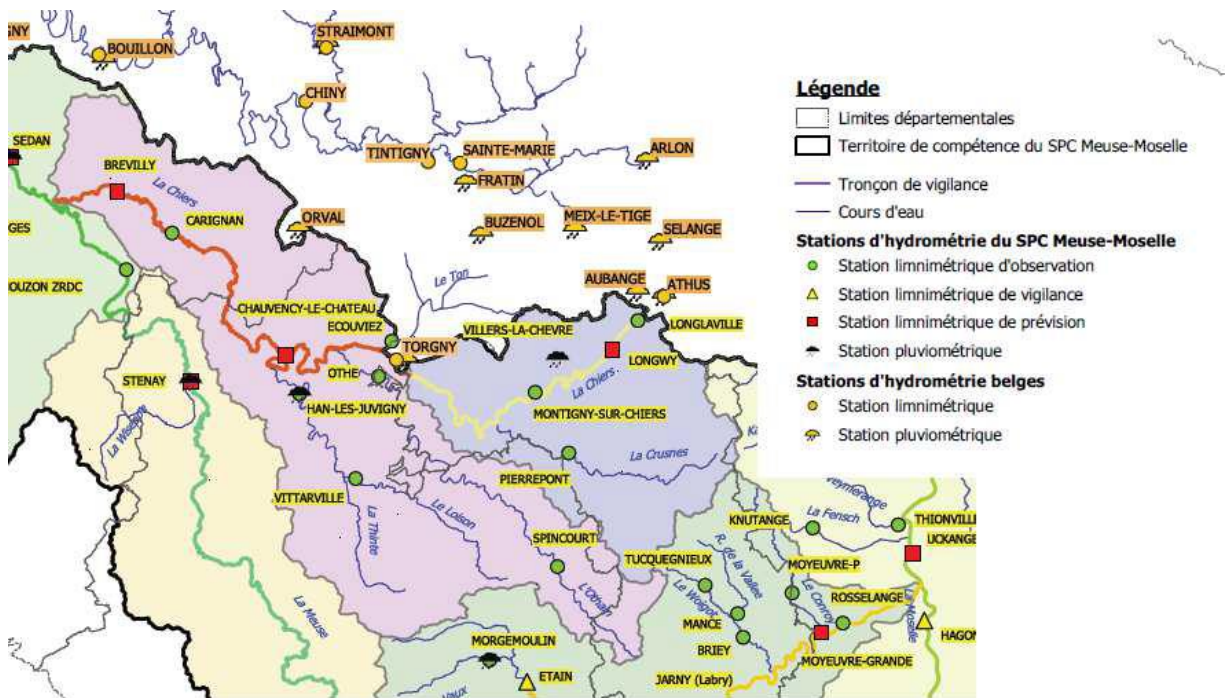 GNY
BOUILLON
STRAIMONT
CHINY
SEDAN
BREVILLY
La Chiers
CARIGNAN
TINTIGNY
SAINTE-MARIE
ARLON
FRATIN
ORVAL
BUZENOL
MEIX-LE-TIGE
SELANGE
GES
OUZON ZRDC
Le Ton
AUBANGE
ATHUS
CHAUVENCY-LE-CHATEAU
ECOUVIEZ
VILLERS-LA-CHEVRE
LONGLAVILLE
TORGNY
LONGWY
STENAY
OTHE
La Chiers
HAN-LES-JUVIGNY
MONTIGNY-SUR-CHIERS
La Crusnes
PIERREPONT
VITTARVILLE
Le Loison
La Thinte
SPINCOURT
L'Othain
TUCQUEGNIEUX
KNUTANGE
La Fensch
THIONVILLE
UCKANGE
R. de la Vallee
MOYEUVRE-P
Le Woigot
Le Conroy
ROSSELANGE
La Moselle
MANCE
HAGON
BRIEY
La Meuse
MORGEMOULIN
MOYEUVRE-GRANDE
ETAIN
JARNY (Labry)
Vaux
Légende
Limites départementales
Territoire de compétence du SPC Meuse-Moselle
Tronçon de vigilance
Cours d'eau
Stations d'hydrométrie du SPC Meuse-Moselle
Station limnimétrique d'observation
Station limnimétrique de vigilance
Station limnimétrique de prévision
Station pluviométrique
Stations d'hydrométrie belges
Station limnimétrique
Station pluviométrique